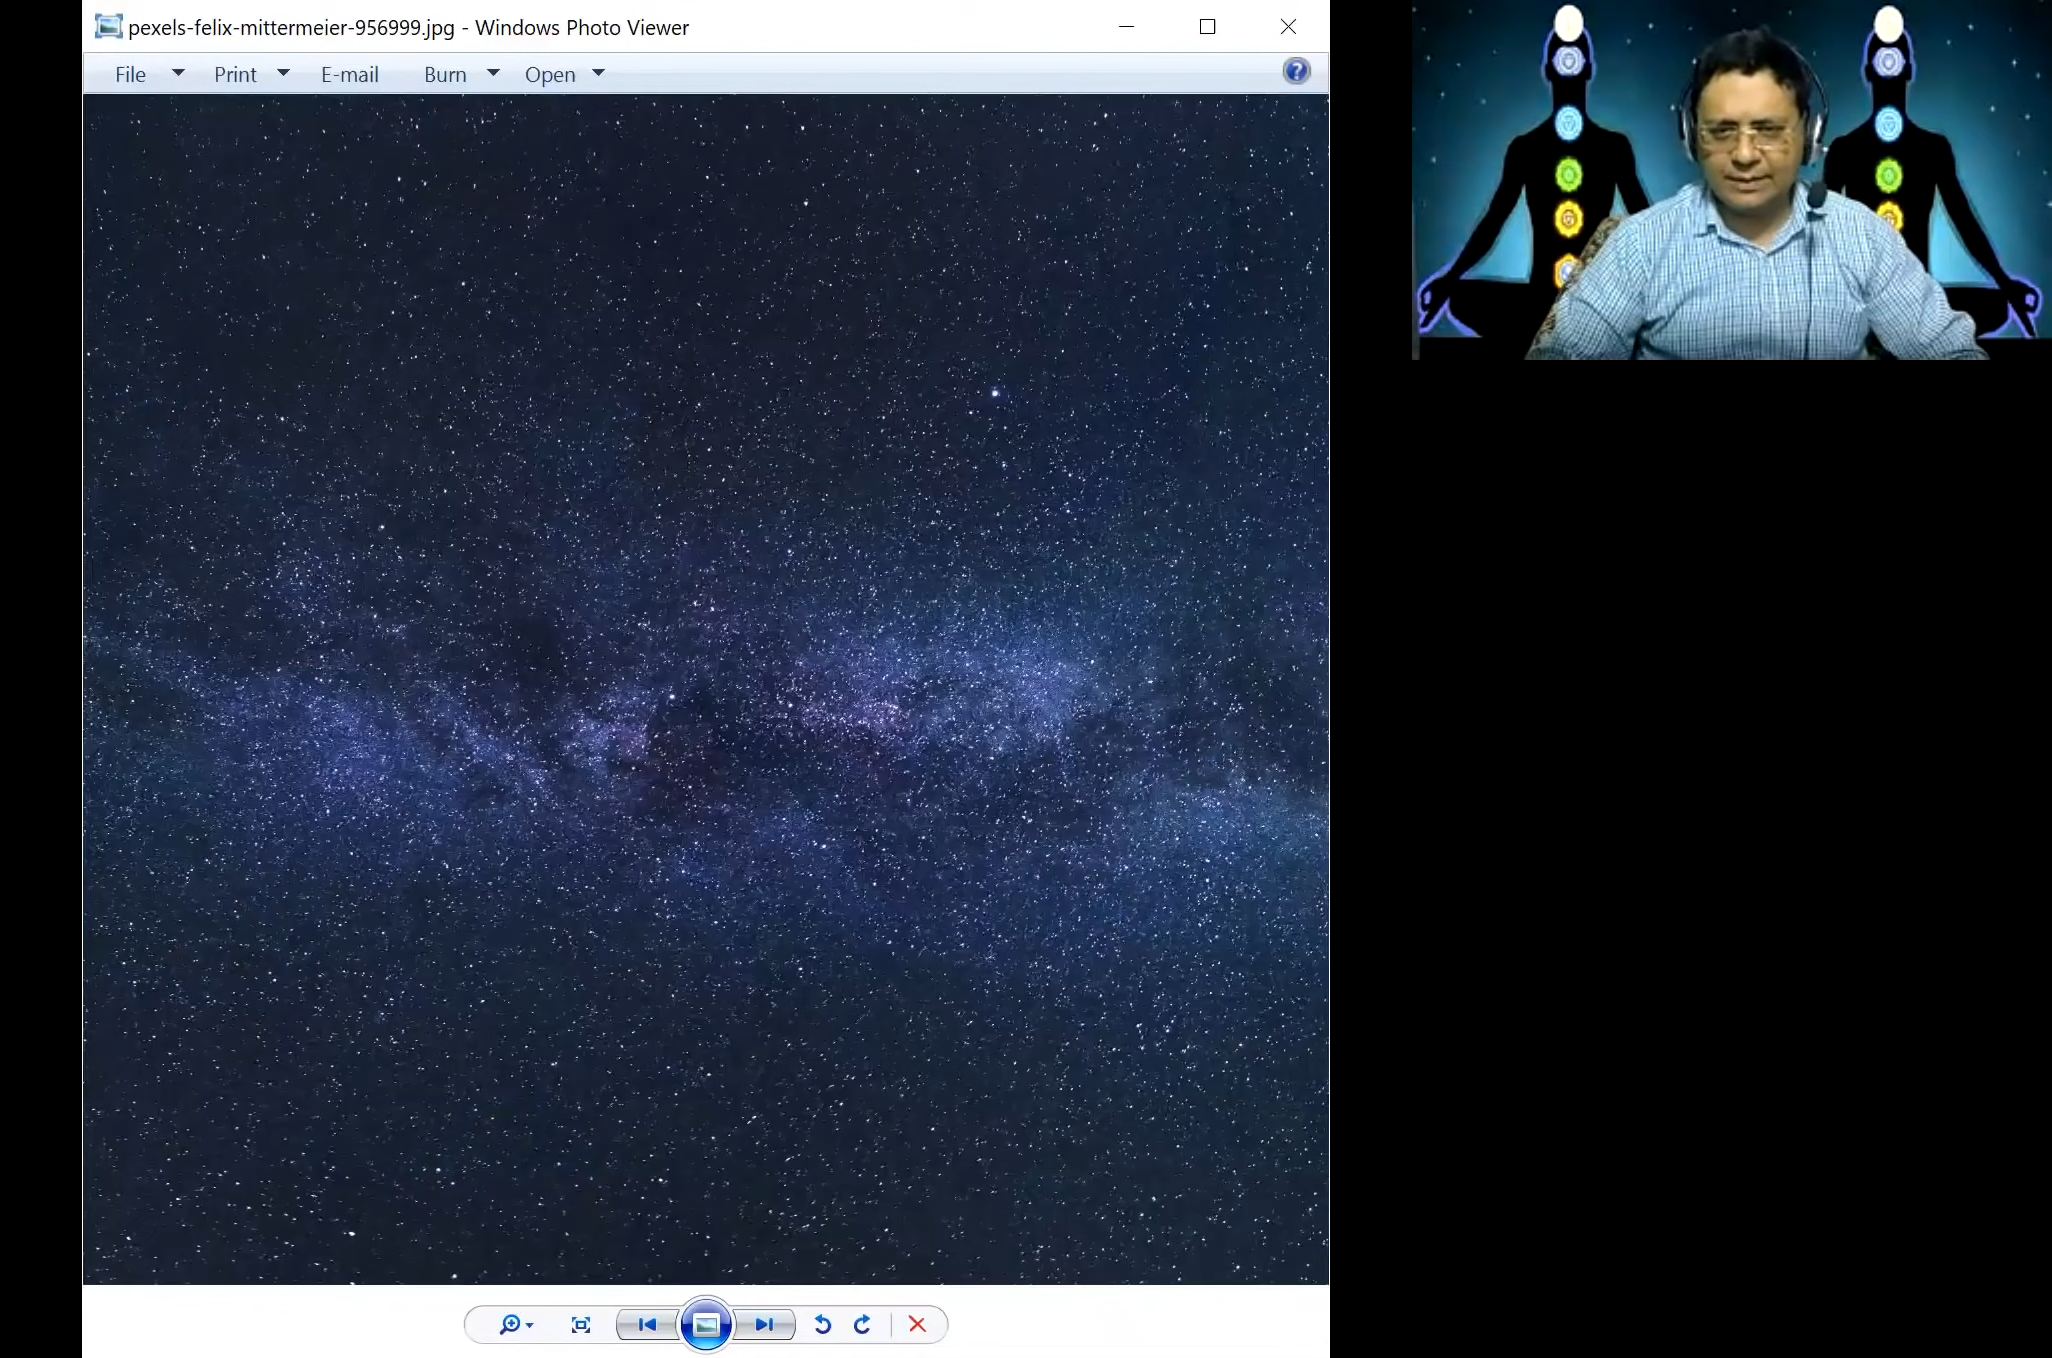 pexels-felix-mittermeier-956999.jpg - Windows Photo Viewer
File Print E-mail Burn Open